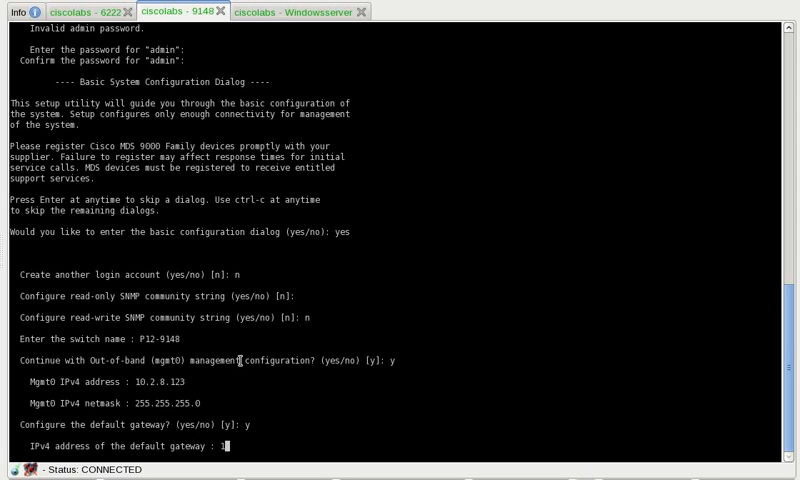 Info ciscolabs - 6222 ciscolabs - 9148 ciscolabs - Windowsserver
Invalid admin password.
Enter the password for "admin":
Confirm the password for "admin":
---- Basic System Configuration Dialog ----
This setup utility will guide you through the basic configuration of
the system. Setup configures only enough connectivity for management
of the system.
Please register Cisco MDS 9000 Family devices promptly with your
supplier. Failure to register may affect response times for initial
service calls. MDS devices must be registered to receive entitled
support services.
Press Enter at anytime to skip a dialog. Use ctrl-c at anytime
to skip the remaining dialogs.
Would you like to enter the basic configuration dialog (yes/no): yes
Create another login account (yes/no) [n]: n
Configure read-only SNMP community string (yes/no) [n]:
Configure read-write SNMP community string (yes/no) [n]: n
Enter the switch name : P12-9148
Continue with Out-of-band (mgmt0) management configuration? (yes/no) [y]: y
Mgmt0 IPv4 address : 10.2.8.123
Mgmt0 IPv4 netmask : 255.255.255.0
Configure the default gateway? (yes/no) [y]: y
IPv4 address of the default gateway : 1
- Status: CONNECTED